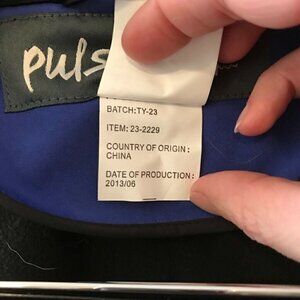 puls
BATCH:TY-23
ITEM: 23-2229
COUNTRY OF ORIGIN :
CHINA
DATE OF PRODUCTION :
2013/06